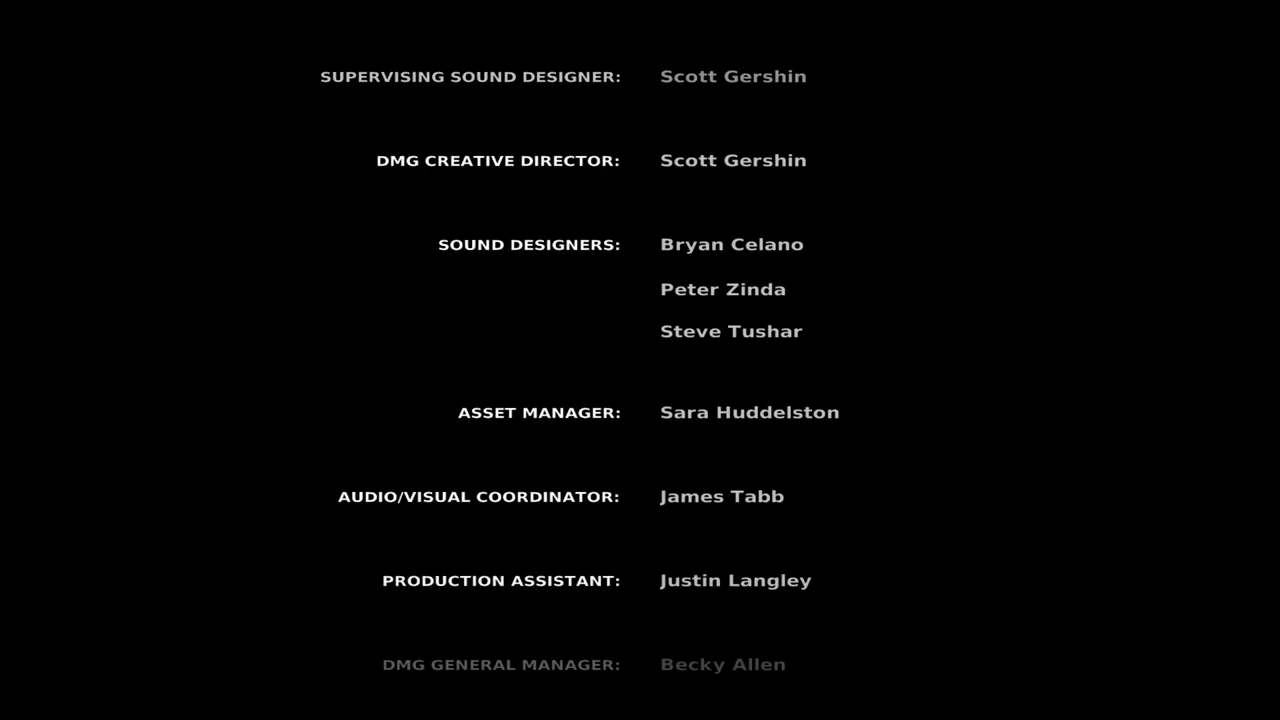 SUPERVISING SOUND DESIGNER: Scott Gershin
DMG CREATIVE DIRECTOR: Scott Gershin
SOUND DESIGNERS: Bryan Celano
Peter Zinda
Steve Tushar
ASSET MANAGER: Sara Huddelston
AUDIO/VISUAL COORDINATOR: James Tabb
PRODUCTION ASSISTANT: Justin Langley
DMG GENERAL MANAGER: Becky Allen